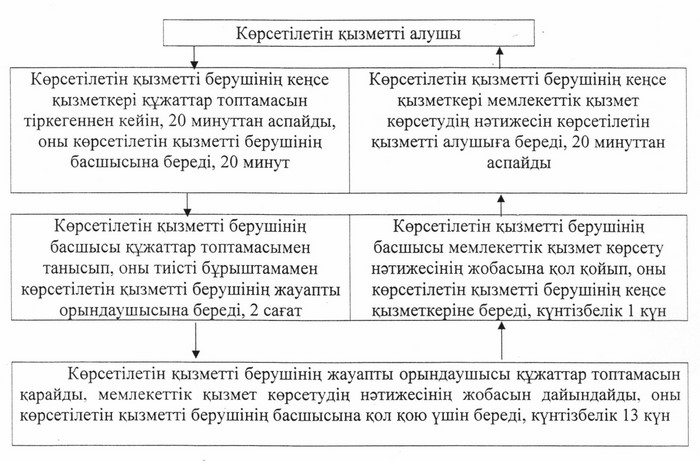 Көрсетілетін қызметті алушы
Көрсетілетін қызметті берушінің кеңсе
қызметкері құжаттар топтамасын
тіркегеннен кейін, 20 минуттан аспайды,
оны көрсетілетін қызметті берушінің
басшысына береді, 20 минут
Көрсетілетін қызметті берушінің кеңсе
қызметкері мемлекеттік қызмет
көрсетудің нәтижесін көрсетілетін
қызметті алушыға береді, 20 минуттан
аспайды
Көрсетілетін қызметті берушінің
басшысы құжаттар топтамасымен
танысып, оны тиісті бұрыштамамен
көрсетілетін қызметті берушінің жауапты
орындаушысына береді, 2 сағат
Көрсетілетін қызметті берушінің
басшысы мемлекеттік қызмет көрсету
нәтижесінің жобасына қол қойып, оны
көрсетілетін қызметті берушінің кеңсе
қызметкеріне береді, күнтізбелік 1 күн
Көрсетілетін қызметті берушінің жауапты орындаушысы құжаттар топтамасын
қарайды, мемлекеттік қызмет көрсетудің нәтижесінің жобасын дайындайды, оны
көрсетілетін қызметті берушінің басшысына қол қою үшін береді, күнтізбелік 13 күн